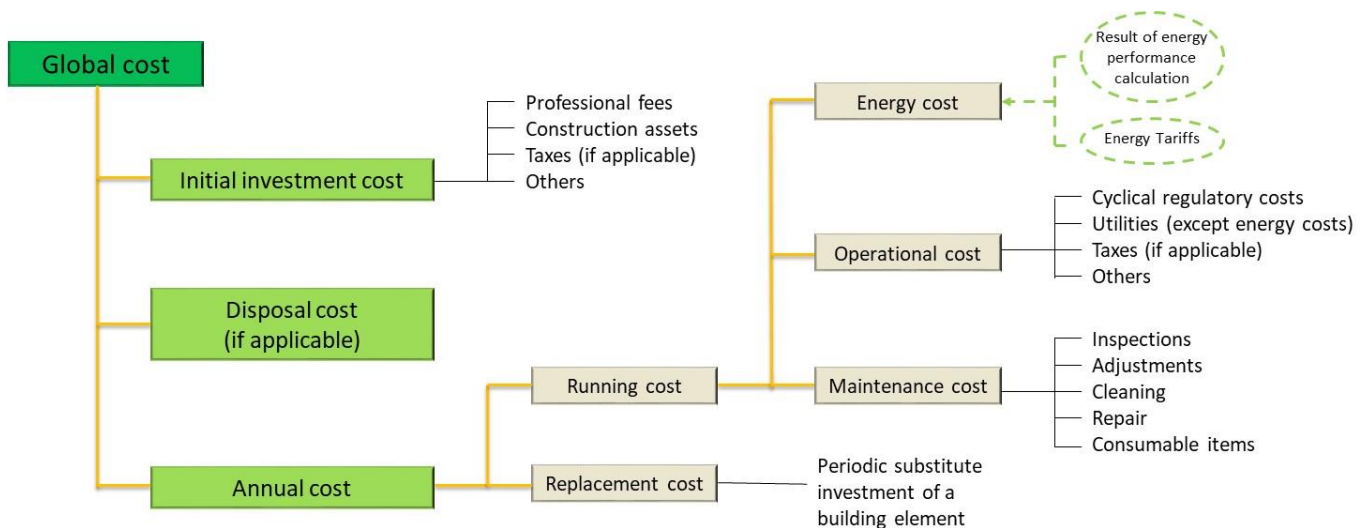 Global cost
Initial investment cost
Professional fees
Construction assets
Taxes (if applicable)
Others
Disposal cost
(if applicable)
Annual cost
Running cost
Replacement cost
Periodic substitute
investment of a
building element
Energy cost
Result of energy
performance
calculation
Energy Tariffs
Operational cost
Cyclical regulatory costs
Utilities (except energy costs)
Taxes (if applicable)
Others
Maintenance cost
Inspections
Adjustments
Cleaning
Repair
Consumable items